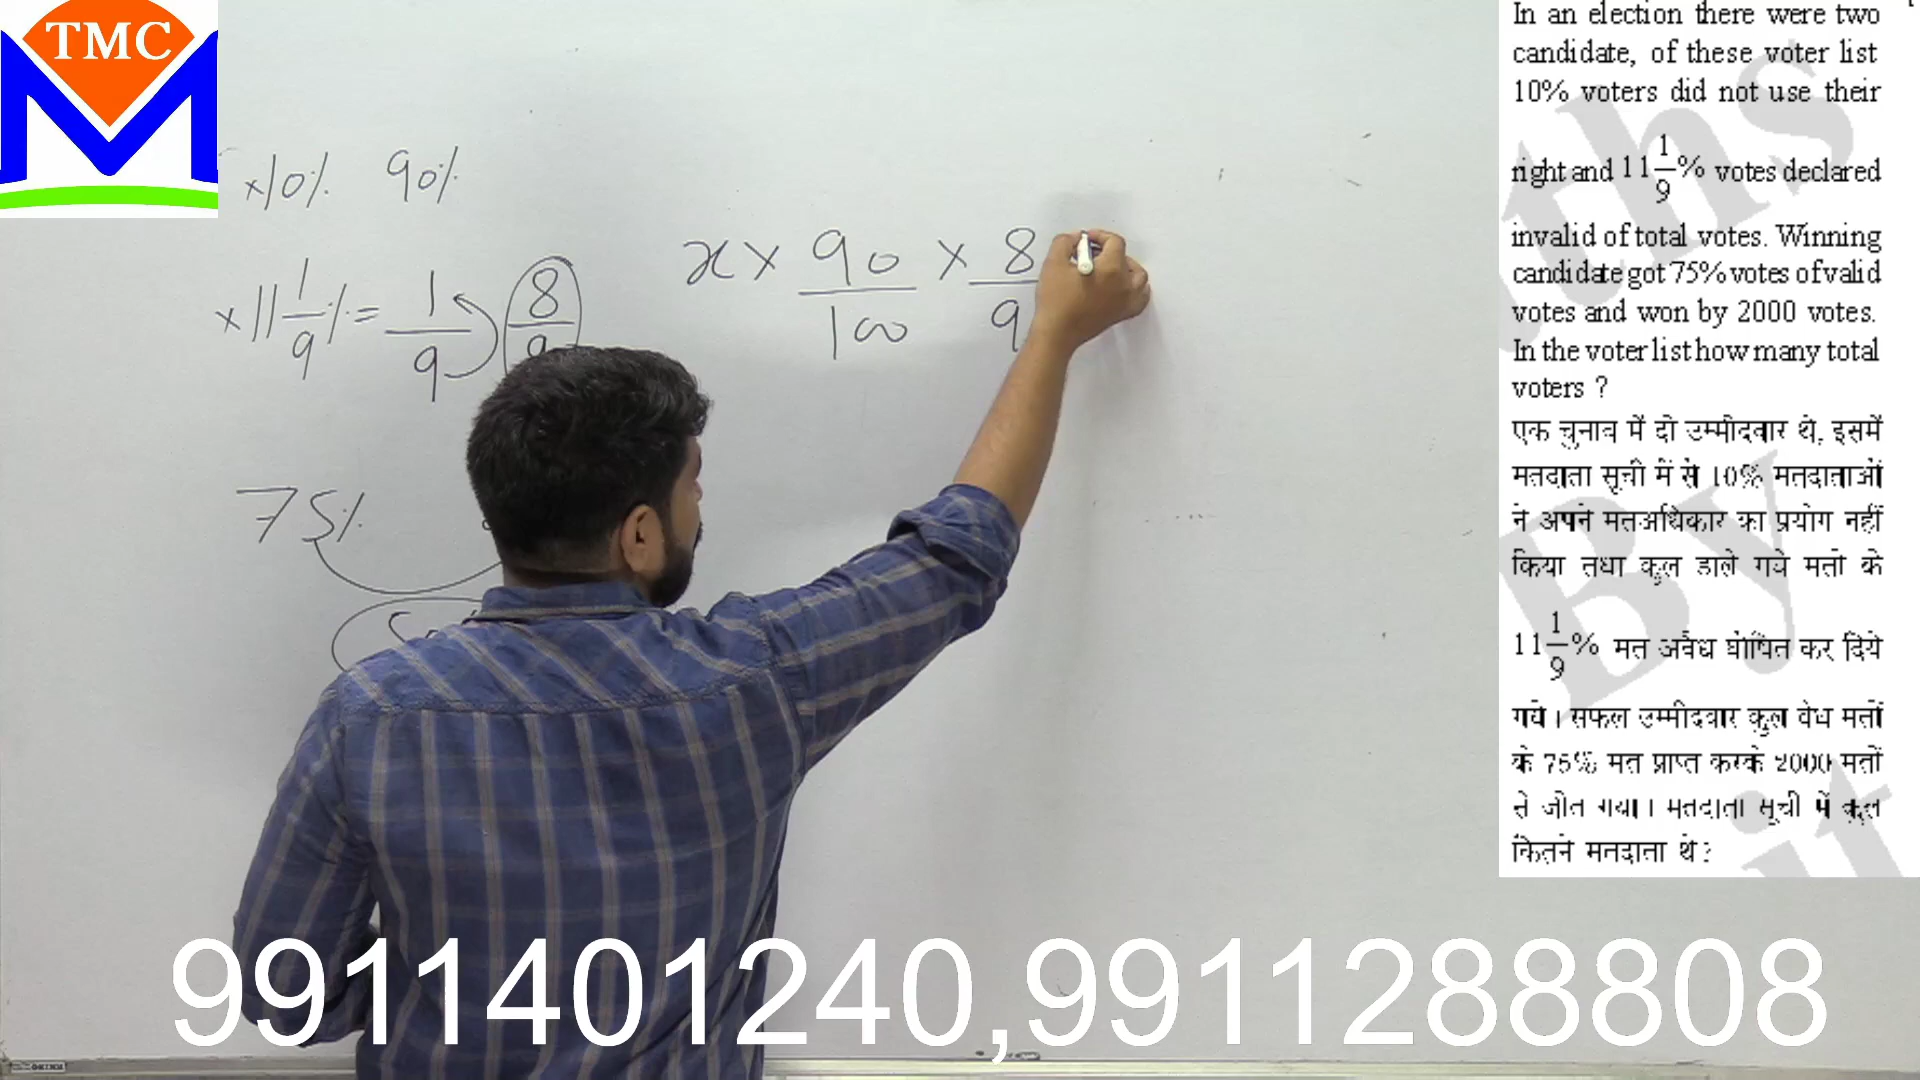 TMC
×10% 90%
×11 1/9 % = 1/9 8/9
x × 90/100 × 8/9
75%
In an election there were two
candidate, of these voter list
10% voters did not use their
right and 11 1/9 % votes declared
invalid of total votes. Winning
candidate got 75% votes of valid
votes and won by 2000 votes.
In the voter list how many total
voters ?
एक चुनाव में दो उम्मीदवार थे, इसमें
मतदाता सूची में से 10% मतदाताओं
ने अपने मतअधिकार का प्रयोग नहीं
किया तथा कुल डाले गये मतों के
11 1/9 % मत अवैध घोषित कर दिये
गये। सफल उम्मीदवार कुल वैध मतों
के 75% मत प्राप्त करके 2000 मतों
से जीत गया। मतदाता सूची में कुल
कितने मतदाता थे?
9911401240,9911288808